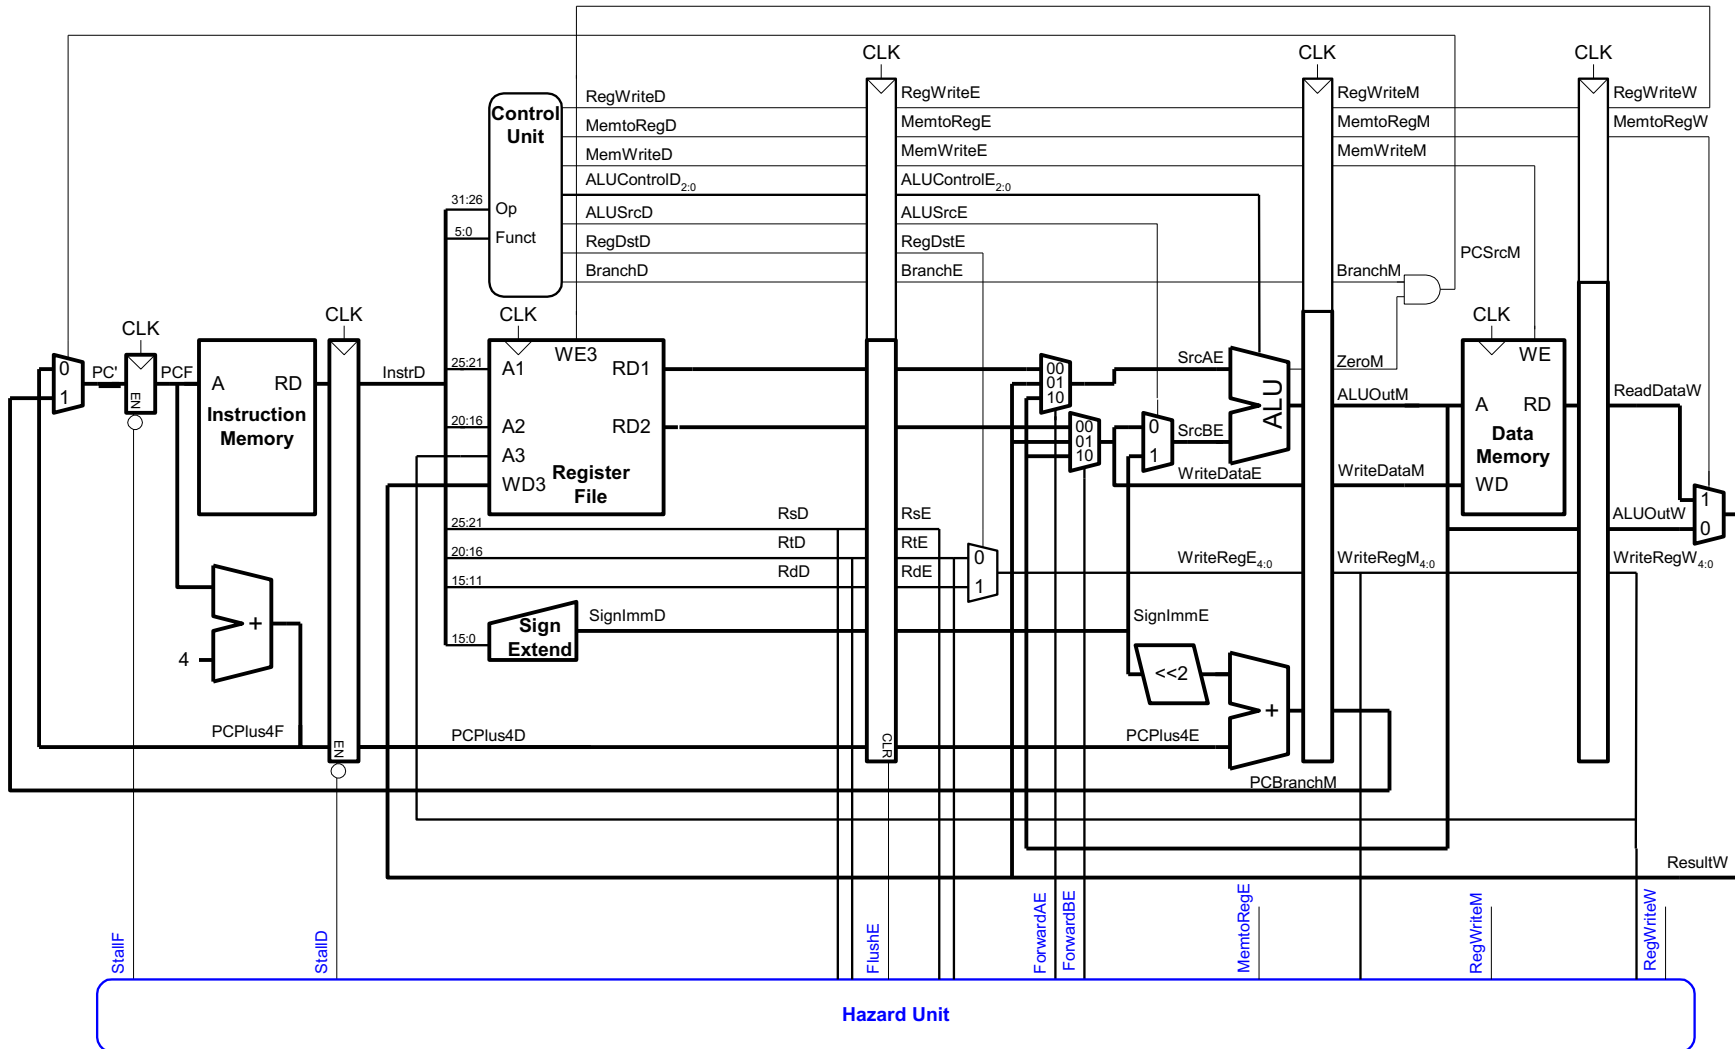 CLK
CLK
CLK
Control
Unit
RegWriteD
RegWriteE
RegWriteM
RegWriteW
MemtoRegD
MemtoRegE
MemtoRegM
MemtoRegW
MemWriteD
MemWriteE
MemWriteM
ALUControlD2:0
ALUControlE2:0
31:26
Op
ALUSrcD
ALUSrcE
5:0
Funct
RegDstD
RegDstE
PCSrcM
BranchD
BranchE
BranchM
CLK
CLK
CLK
CLK
0
1
PC'
EN
PCF
A
RD
Instruction
Memory
InstrD
25:21
A1
WE3
RD1
20:16
A2
RD2
A3
WD3
Register
File
00
01
10
00
01
10
0
1
SrcAE
SrcBE
ALU
WriteDataE
ZeroM
ALUOutM
WriteDataM
WE
A
RD
Data
Memory
WD
ReadDataW
1
0
ALUOutW
25:21
RsD
RsE
20:16
RtD
RtE
0
WriteRegE4:0
WriteRegM4:0
WriteRegW4:0
15:11
RdD
RdE
1
15:0
Sign
Extend
SignImmD
SignImmE
+
4
<<2
+
PCPlus4F
EN
PCPlus4D
CLR
PCPlus4E
PCBranchM
ResultW
StallF
StallD
FlushE
ForwardAE
ForwardBE
MemtoRegE
RegWriteM
RegWriteW
Hazard Unit